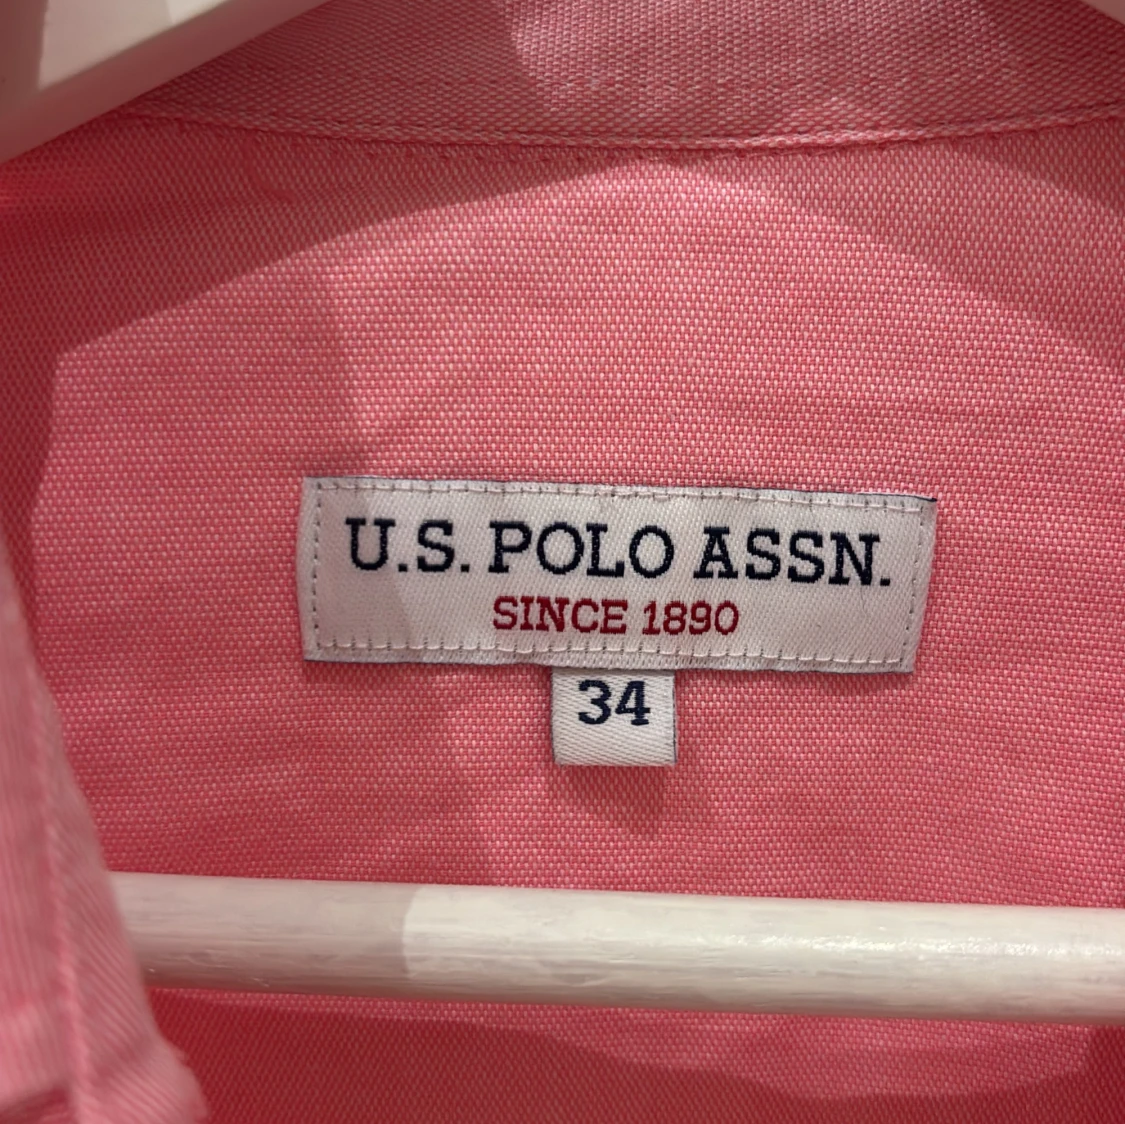 U.S. POLO ASSN.
SINCE 1890
34